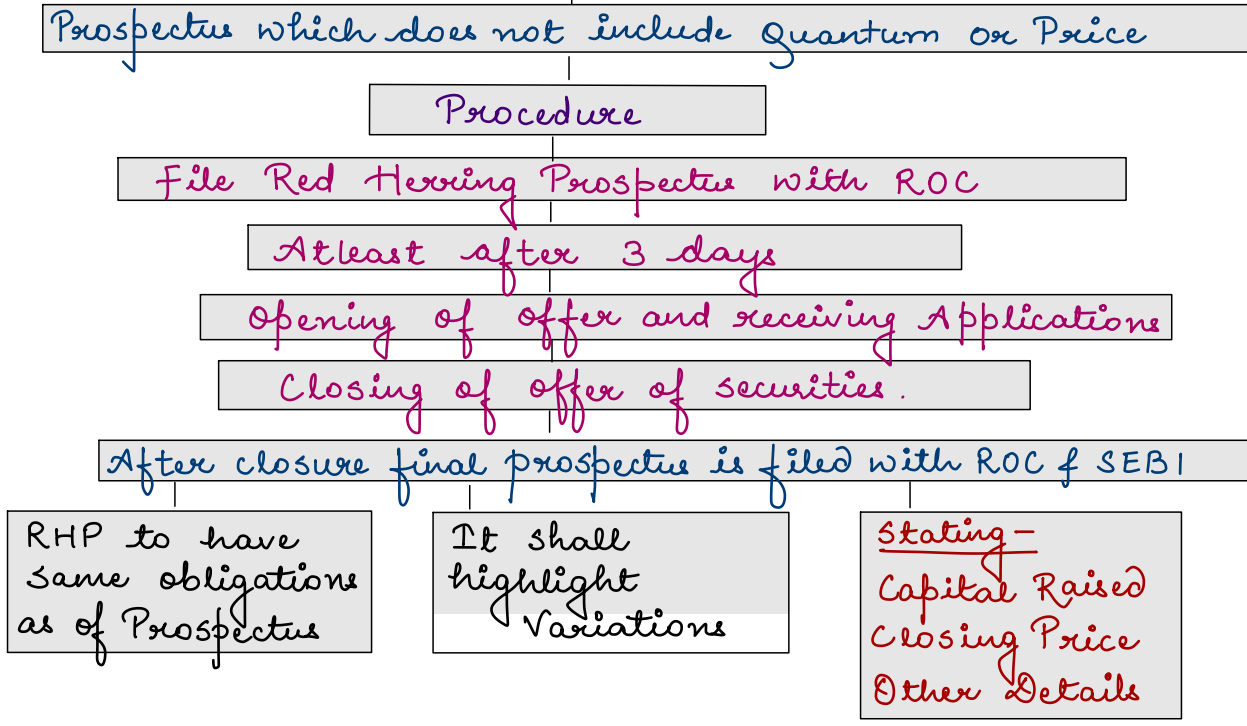 Prospectus which does not include Quantum or Price
Procedure
File Red Herring Prospectus with ROC
Atleast after 3 days
Opening of offer and receiving Applications
Closing of offer of securities.
After closure final prospectus is filed with ROC & SEBI
RHP to have
same obligations
as of Prospectus
It shall
highlight
Variations
Stating-
Capital Raised
Closing Price
Other Details